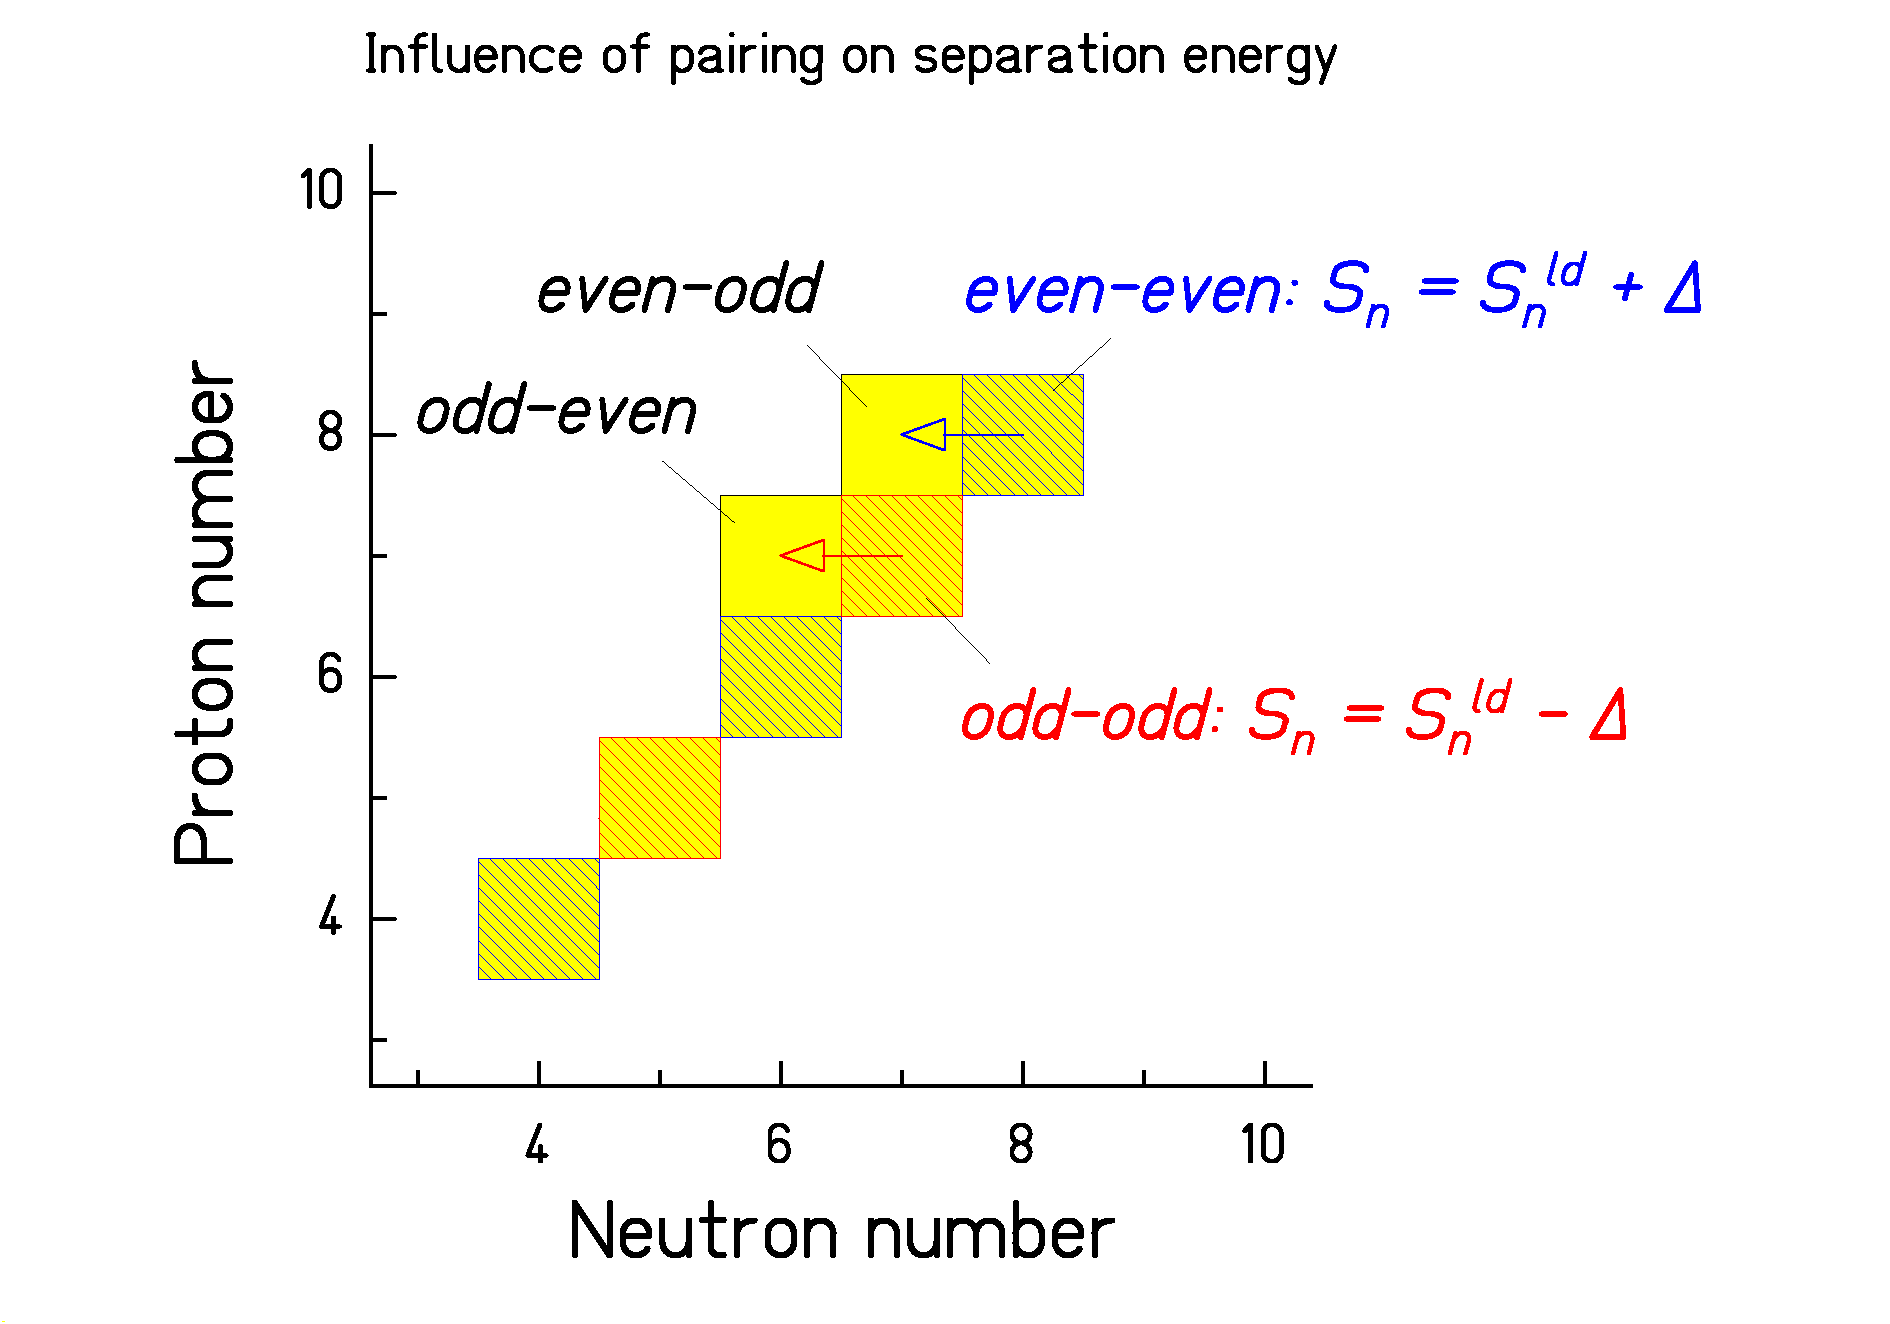 Influence of pairing on separation energy
10
even-odd
even-even: Sₙ = Sₙˡᵈ + Δ
odd-even
8
Proton number
6
odd-odd: Sₙ = Sₙˡᵈ - Δ
4
4 6 8 10
Neutron number